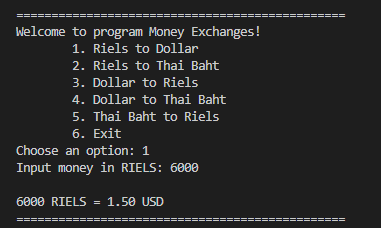 ===============================================
Welcome to program Money Exchanges!
1. Riels to Dollar
2. Riels to Thai Baht
3. Dollar to Riels
4. Dollar to Thai Baht
5. Thai Baht to Riels
6. Exit
Choose an option: 1
Input money in RIELS: 6000
6000 RIELS = 1.50 USD
===============================================